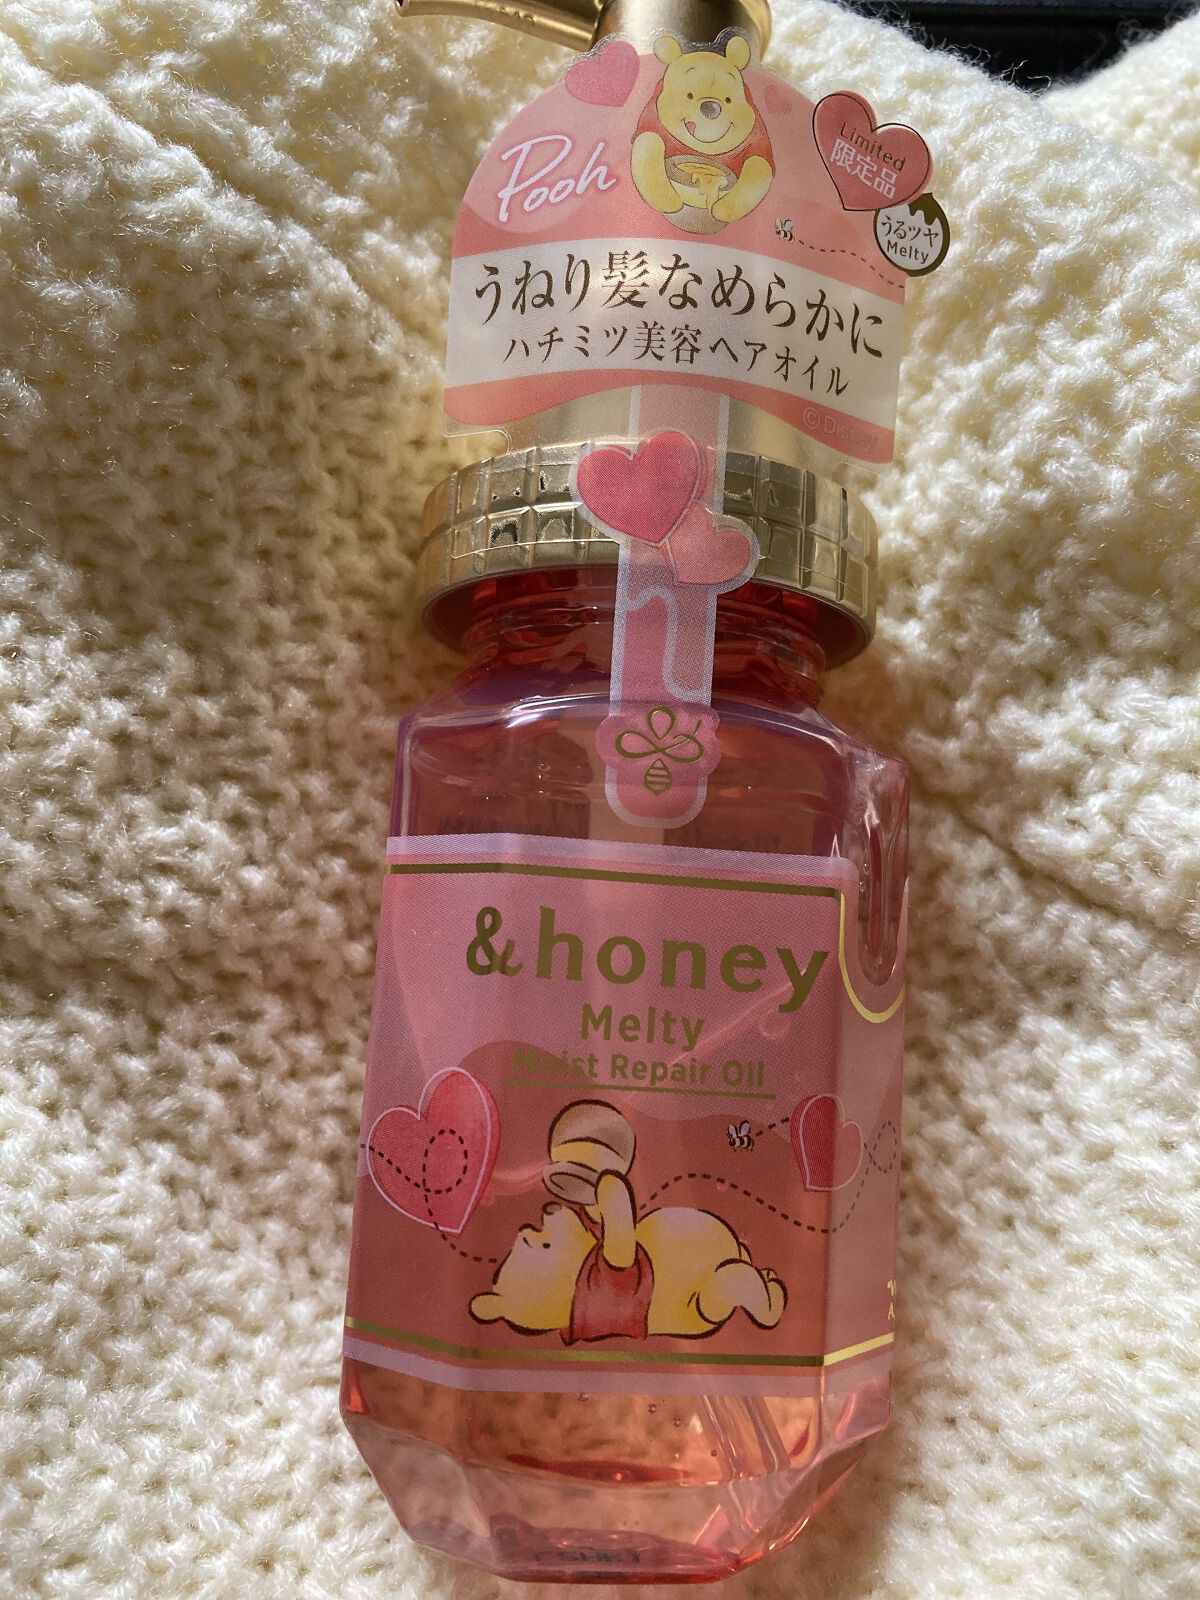 Pooh
Limited
限定品
うるツヤ
Melty
うねり髪なめらかに
ハチミツ美容ヘアオイル
© Disney
&honey
Melty
Moist Repair Oil